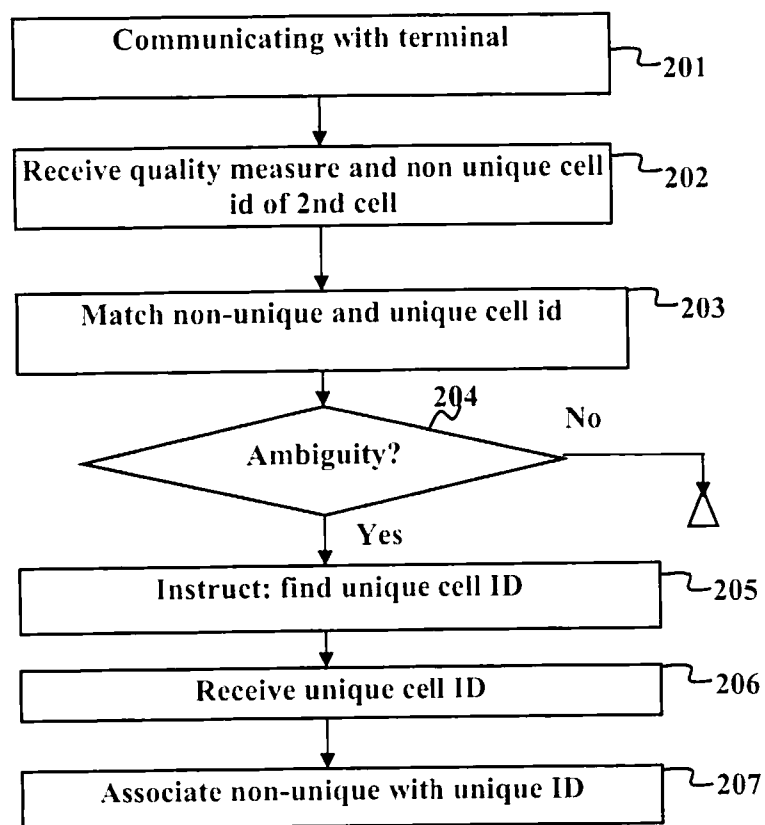 Communicating with terminal
201
Receive quality measure and non unique cell
id of 2nd cell
202
Match non-unique and unique cell id
203
204
Ambiguity?
No
Yes
Instruct: find unique cell ID
205
Receive unique cell ID
206
Associate non-unique with unique ID
207